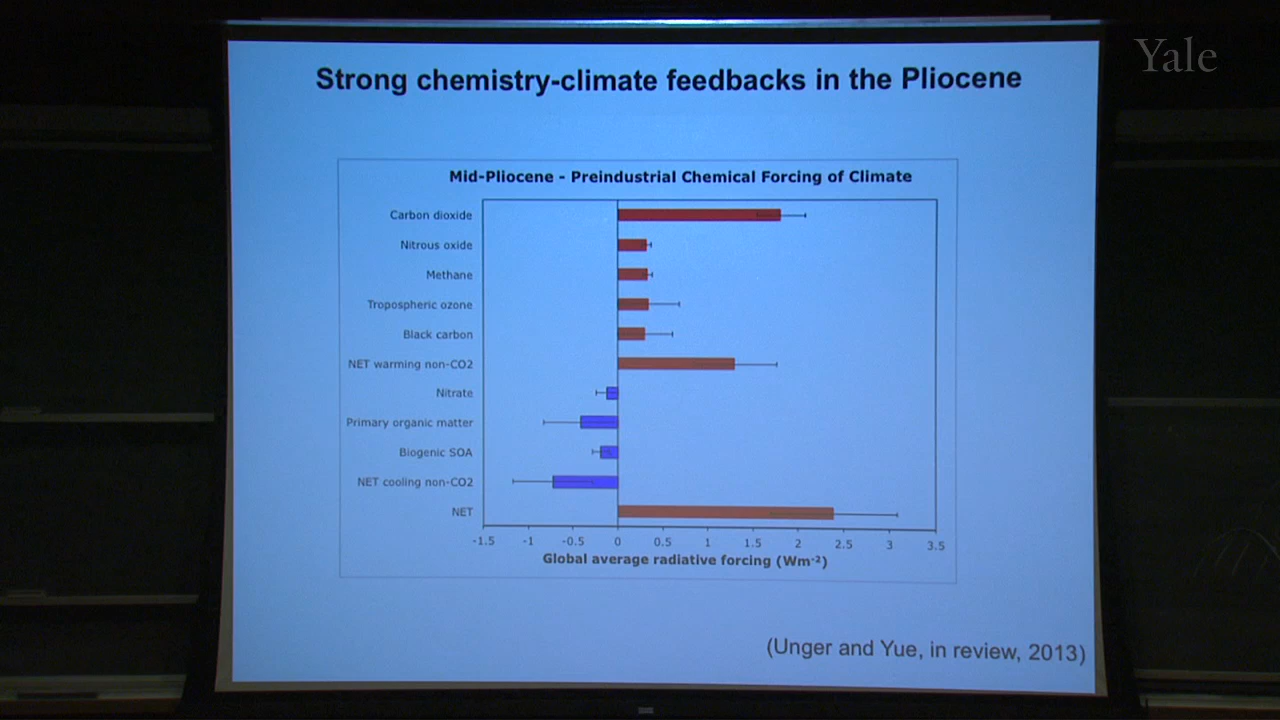 Yale
Strong chemistry-climate feedbacks in the Pliocene
Mid-Pliocene - Preindustrial Chemical Forcing of Climate
Carbon dioxide
Nitrous oxide
Methane
Tropospheric ozone
Black carbon
NET warming non-CO2
Nitrate
Primary organic matter
Biogenic SOA
NET cooling non-CO2
NET
-1.5 -1 -0.5 0 0.5 1 1.5 2 2.5 3 3.5
Global average radiative forcing (Wm⁻²)
(Unger and Yue, in review, 2013)